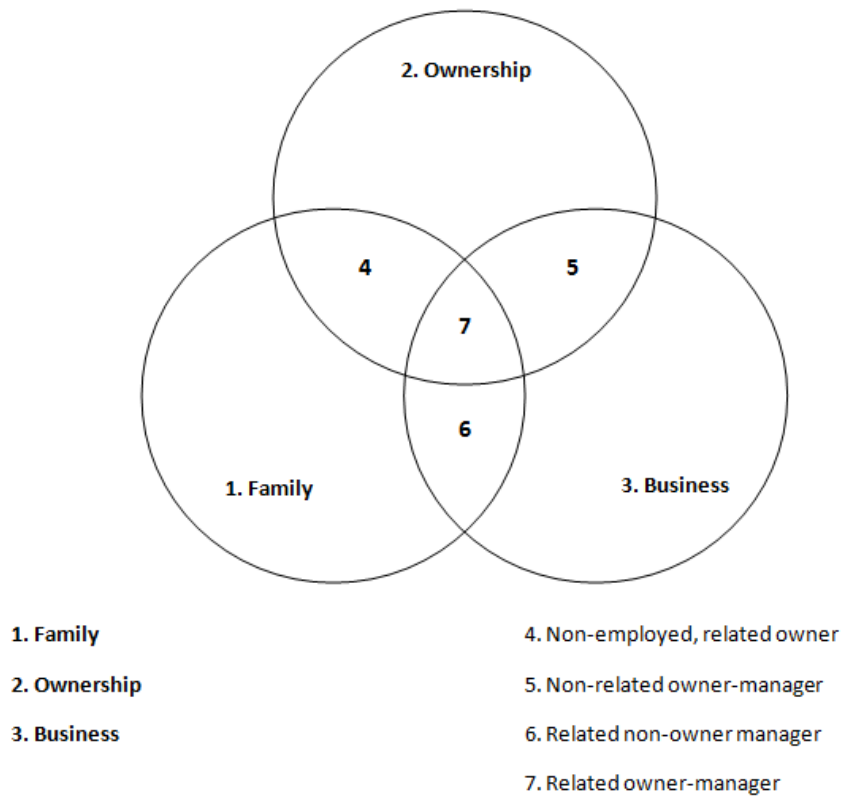 2. Ownership
4
5
7
6
1. Family
3. Business
1. Family
2. Ownership
3. Business
4. Non-employed, related owner
5. Non-related owner-manager
6. Related non-owner manager
7. Related owner-manager